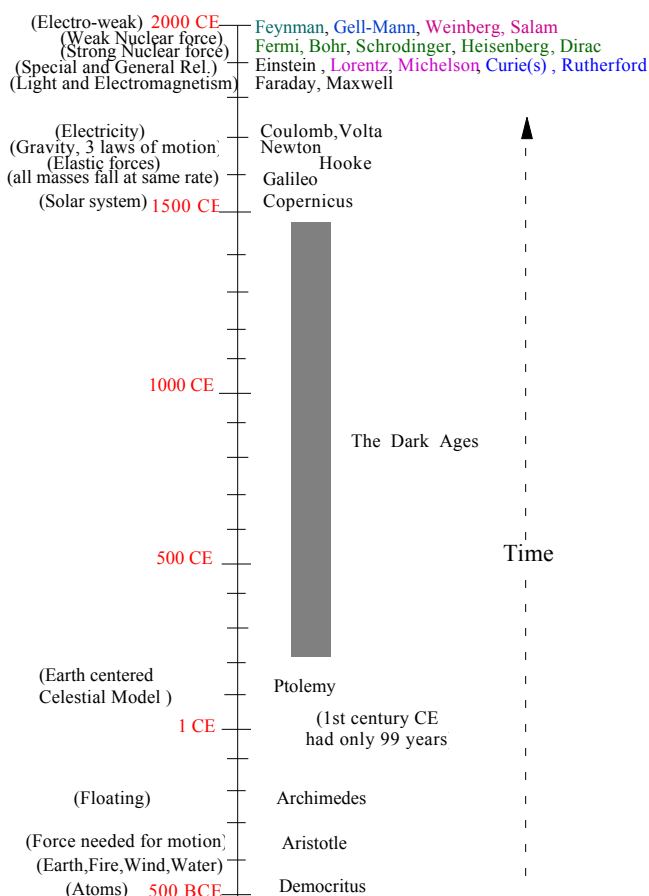 (Electro-weak) 2000 CE Feynman, Gell-Mann, Weinberg, Salam
(Weak Nuclear force)
(Strong Nuclear force) Fermi, Bohr, Schrodinger, Heisenberg, Dirac
(Special and General Rel.) Einstein , Lorentz, Michelson, Curie(s) , Rutherford
(Light and Electromagnetism) Faraday, Maxwell
(Electricity) Coulomb,Volta
(Gravity, 3 laws of motion) Newton
(Elastic forces) Hooke
(all masses fall at same rate) Galileo
(Solar system) 1500 CE Copernicus
1000 CE
The Dark Ages
500 CE
Time
(Earth centered
Celestial Model )
Ptolemy
1 CE
(1st century CE
had only 99 years)
(Floating) Archimedes
(Force needed for motion) Aristotle
(Earth,Fire,Wind,Water)
(Atoms) 500 BCE Democritus